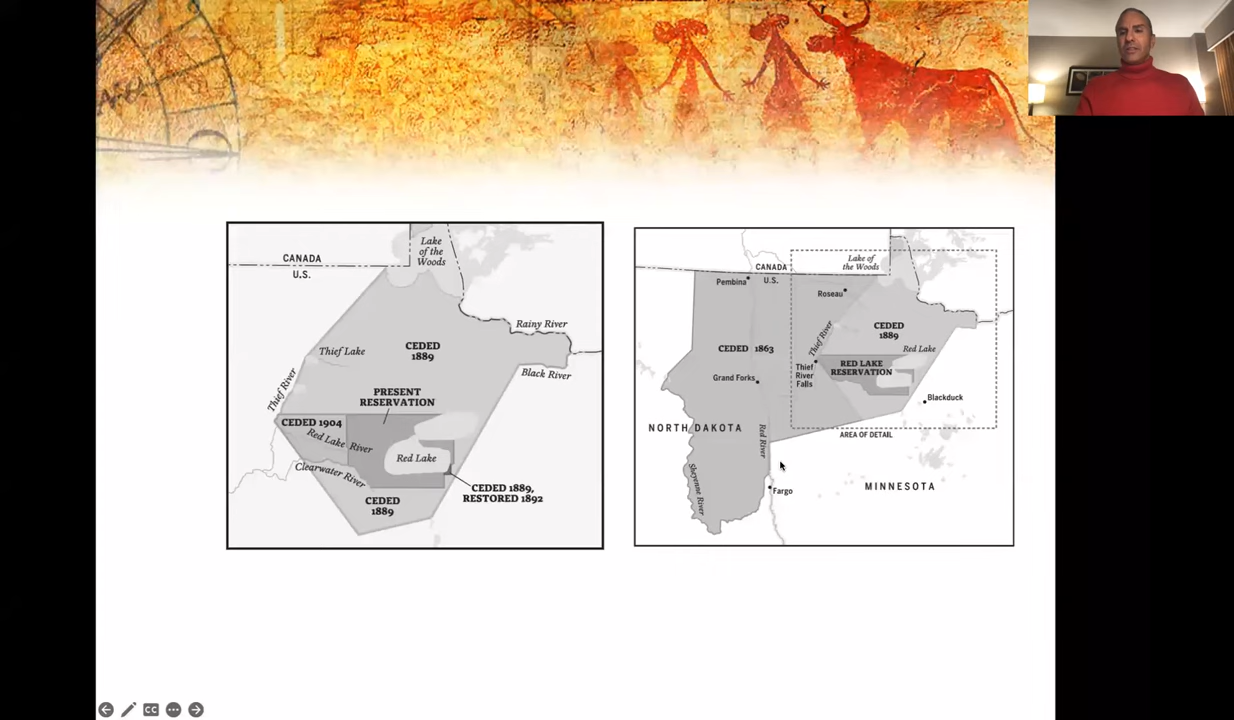 CANADA
U.S.
Lake
of the
Woods
Rainy River
CEDED
1889
Thief Lake
Black River
Thief River
PRESENT
RESERVATION
CEDED 1904
Red Lake River
Red Lake
Clearwater River
CEDED 1889,
RESTORED 1892
CEDED
1889
CANADA
U.S.
Lake of
the Woods
Pembina
Roseau
Thief River
CEDED
1889
CEDED 1863
Red Lake
RED LAKE
RESERVATION
Thief
River
Falls
Grand Forks
Blackduck
NORTH DAKOTA
Red River
AREA OF DETAIL
Sheyenne River
Fargo
MINNESOTA
CC